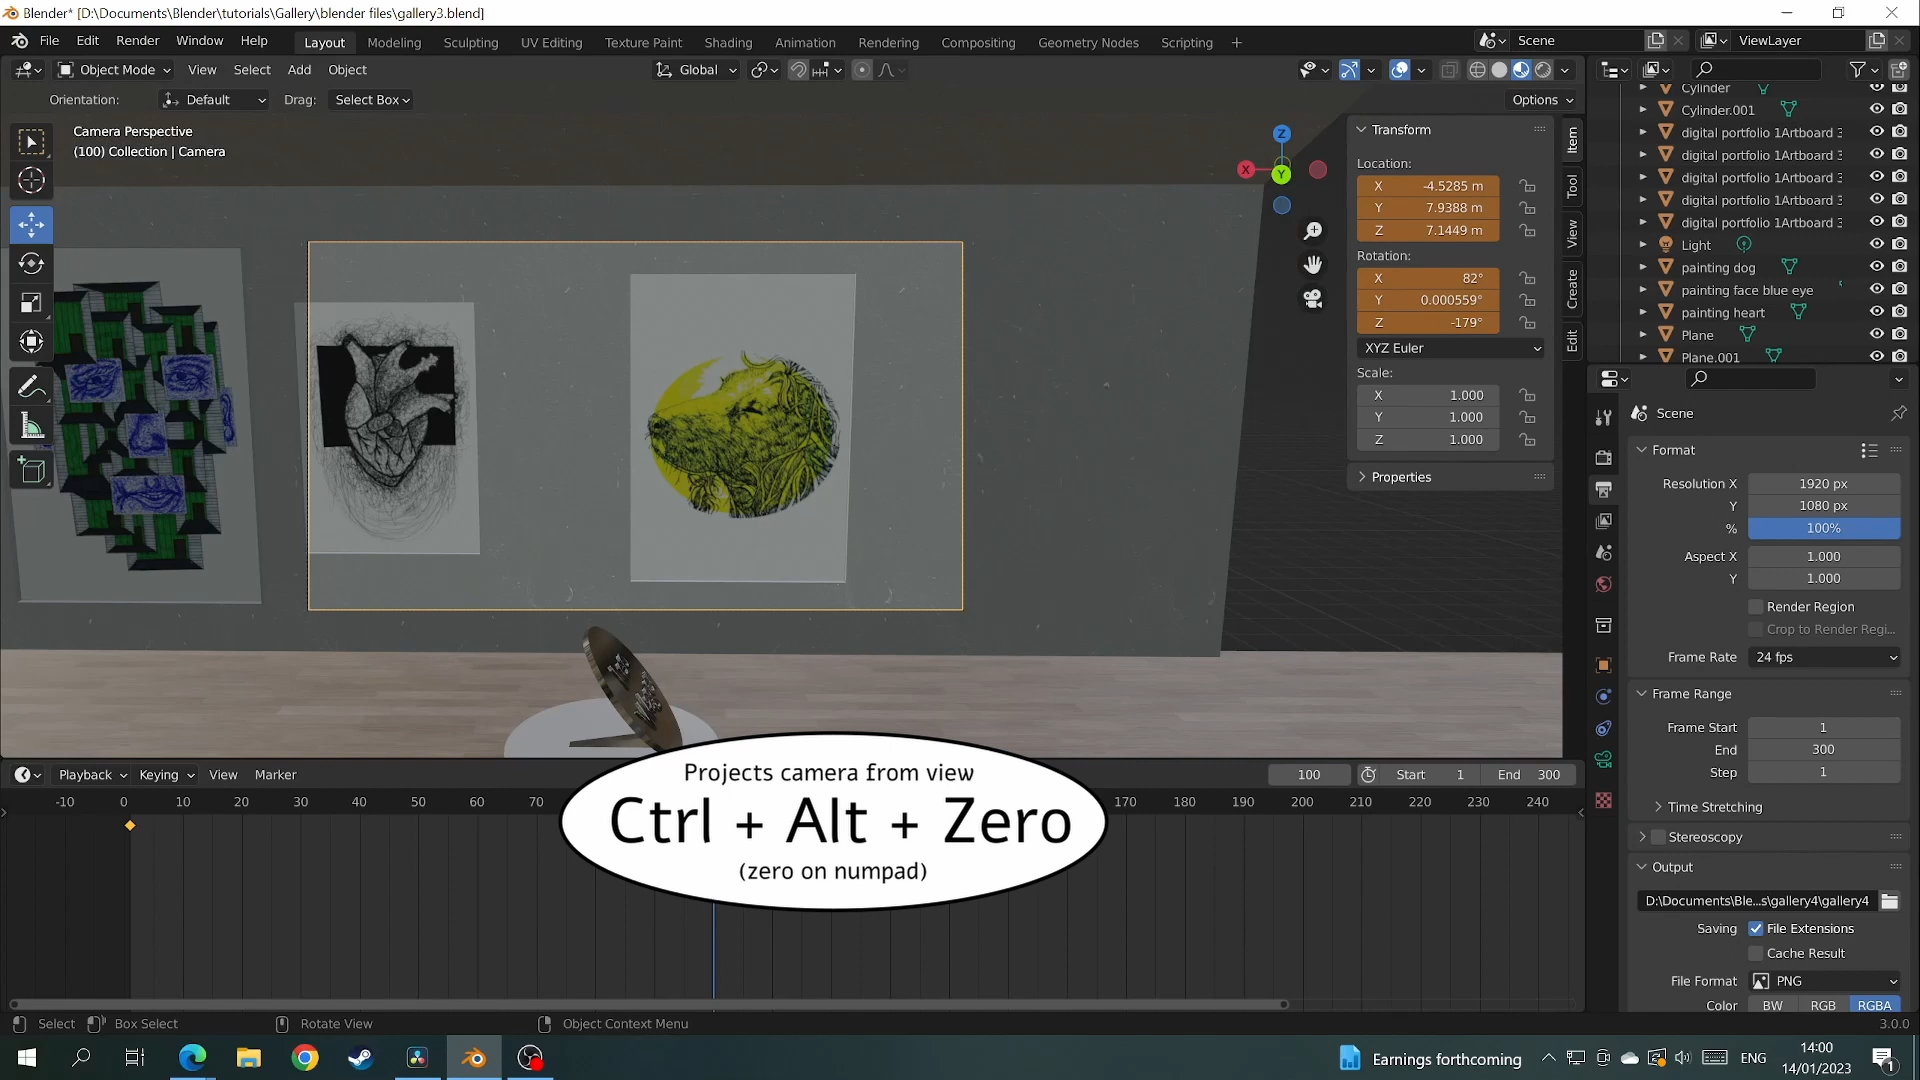 Blender* [D:\Documents\Blender\tutorials\Gallery\blender files\gallery3.blend]
File Edit Render Window Help Layout Modeling Sculpting UV Editing Texture Paint Shading Animation Rendering Compositing Geometry Nodes Scripting Scene ViewLayer
Object Mode View Select Add Object Global
Orientation: Default Drag: Select Box Options
Camera Perspective
(100) Collection | Camera
Z
X
Y
Transform
Location:
X -4.5285 m
Y 7.9388 m
Z 7.1449 m
Rotation:
X 82°
Y 0.000559°
Z -179°
XYZ Euler
Scale:
X 1.000
Y 1.000
Z 1.000
Properties
Item
Tool
View
Create
Edit
Cylinder
Cylinder.001
digital portfolio 1Artboard 3
digital portfolio 1Artboard 3
digital portfolio 1Artboard 3
digital portfolio 1Artboard 3
digital portfolio 1Artboard 3
Light
painting dog
painting face blue eye
painting heart
Plane
Plane.001
Scene
Format
Resolution X 1920 px
Y 1080 px
% 100%
Aspect X 1.000
Y 1.000
Render Region
Crop to Render Regi...
Frame Rate 24 fps
Frame Range
Frame Start 1
End 300
Step 1
Time Stretching
Stereoscopy
Output
D:\Documents\Ble...s\gallery4\gallery4
Saving File Extensions
Cache Result
File Format PNG
Color BW RGB RGBA
Playback Keying View Marker 100 Start 1 End 300
-10 0 10 20 30 40 50 60 70 170 180 190 200 210 220 230 240
Projects camera from view
Ctrl + Alt + Zero
(zero on numpad)
Select Box Select Rotate View Object Context Menu 3.0.0
Earnings forthcoming ENG 14:00
14/01/2023 1